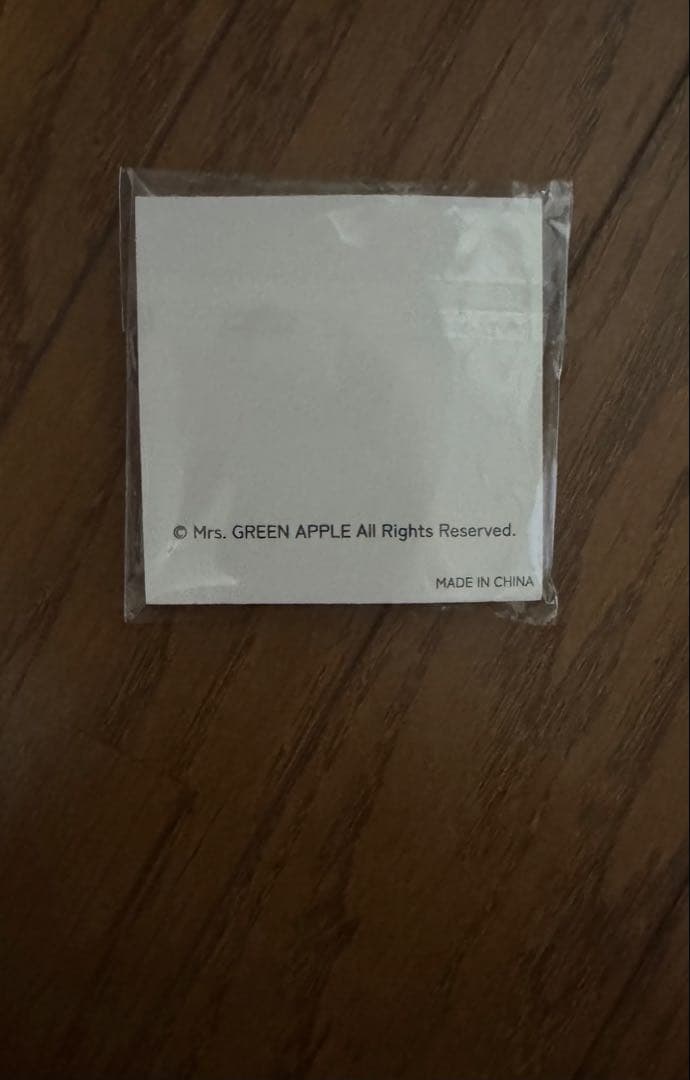 © Mrs. GREEN APPLE All Rights Reserved.
MADE IN CHINA